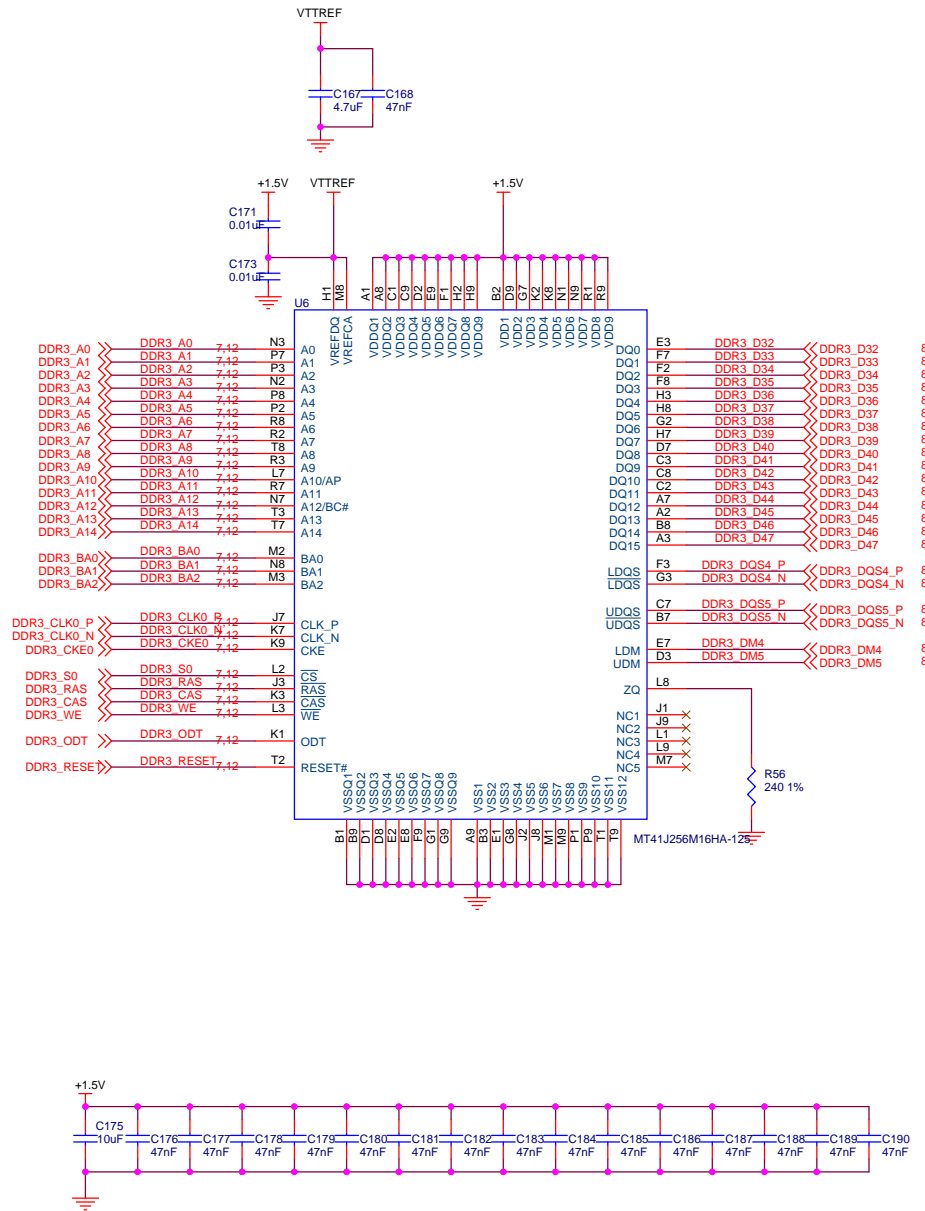 VTTREF
C167 C168
4.7uF 47nF
+1.5V VTTREF +1.5V
C171
0.01uF
C173
0.01uF
H1 M8 A1 A8 C1 C9 D2 E9 F1 H2 H9 B2 D9 G7 K2 K8 N1 N9 R1 R9
U6
VREFDQ VREFCA VDDQ1 VDDQ2 VDDQ3 VDDQ4 VDDQ5 VDDQ6 VDDQ7 VDDQ8 VDDQ9 VDD1 VDD2 VDD3 VDD4 VDD5 VDD6 VDD7 VDD8 VDD9
DDR3_A0 DDR3_A0 7,12 N3 A0
DDR3_A1 DDR3_A1 7,12 P7 A1
DDR3_A2 DDR3_A2 7,12 P3 A2
DDR3_A3 DDR3_A3 7,12 N2 A3
DDR3_A4 DDR3_A4 7,12 P8 A4
DDR3_A5 DDR3_A5 7,12 P2 A5
DDR3_A6 DDR3_A6 7,12 R8 A6
DDR3_A7 DDR3_A7 7,12 R2 A7
DDR3_A8 DDR3_A8 7,12 T8 A8
DDR3_A9 DDR3_A9 7,12 R3 A9
DDR3_A10 DDR3_A10 7,12 L7 A10/AP
DDR3_A11 DDR3_A11 7,12 R7 A11
DDR3_A12 DDR3_A12 7,12 N7 A12/BC#
DDR3_A13 DDR3_A13 7,12 T3 A13
DDR3_A14 DDR3_A14 7,12 T7 A14
DDR3_BA0 DDR3_BA0 7,12 M2 BA0
DDR3_BA1 DDR3_BA1 7,12 N8 BA1
DDR3_BA2 DDR3_BA2 7,12 M3 BA2
DDR3_CLK0_P DDR3_CLK0_P 7,12 J7 CLK_P
DDR3_CLK0_N DDR3_CLK0_N 7,12 K7 CLK_N
DDR3_CKE0 DDR3_CKE0 7,12 K9 CKE
DDR3_S0 DDR3_S0 7,12 L2 CS
DDR3_RAS DDR3_RAS 7,12 J3 RAS
DDR3_CAS DDR3_CAS 7,12 K3 CAS
DDR3_WE DDR3_WE 7,12 L3 WE
DDR3_ODT DDR3_ODT 7,12 K1 ODT
DDR3_RESET DDR3_RESET 7,12 T2 RESET#
DQ0 E3 DDR3_D32 DDR3_D32
DQ1 F7 DDR3_D33 DDR3_D33
DQ2 F2 DDR3_D34 DDR3_D34
DQ3 F8 DDR3_D35 DDR3_D35
DQ4 H3 DDR3_D36 DDR3_D36
DQ5 H8 DDR3_D37 DDR3_D37
DQ6 G2 DDR3_D38 DDR3_D38
DQ7 H7 DDR3_D39 DDR3_D39
DQ8 D7 DDR3_D40 DDR3_D40
DQ9 C3 DDR3_D41 DDR3_D41
DQ10 C8 DDR3_D42 DDR3_D42
DQ11 C2 DDR3_D43 DDR3_D43
DQ12 A7 DDR3_D44 DDR3_D44
DQ13 A2 DDR3_D45 DDR3_D45
DQ14 B8 DDR3_D46 DDR3_D46
DQ15 A3 DDR3_D47 DDR3_D47
LDQS F3 DDR3_DQS4_P DDR3_DQS4_P
LDQS G3 DDR3_DQS4_N DDR3_DQS4_N
UDQS C7 DDR3_DQS5_P DDR3_DQS5_P
UDQS B7 DDR3_DQS5_N DDR3_DQS5_N
LDM E7 DDR3_DM4 DDR3_DM4
UDM D3 DDR3_DM5 DDR3_DM5
ZQ L8
NC1 J1
NC2 J9
NC3 L1
NC4 L9
NC5 M7
R56
240 1%
VSSQ1 VSSQ2 VSSQ3 VSSQ4 VSSQ5 VSSQ6 VSSQ7 VSSQ8 VSSQ9 VSS1 VSS2 VSS3 VSS4 VSS5 VSS6 VSS7 VSS8 VSS9 VSS10 VSS11 VSS12
B1 B9 D1 D8 E2 E8 F9 G1 G9 A9 B3 E1 G8 J2 J8 M1 M9 P1 P9 T1 T9
MT41J256M16HA-125
+1.5V
C175
10uF
C176 C177 C178 C179 C180 C181 C182 C183 C184 C185 C186 C187 C188 C189 C190
47nF 47nF 47nF 47nF 47nF 47nF 47nF 47nF 47nF 47nF 47nF 47nF 47nF 47nF 47nF